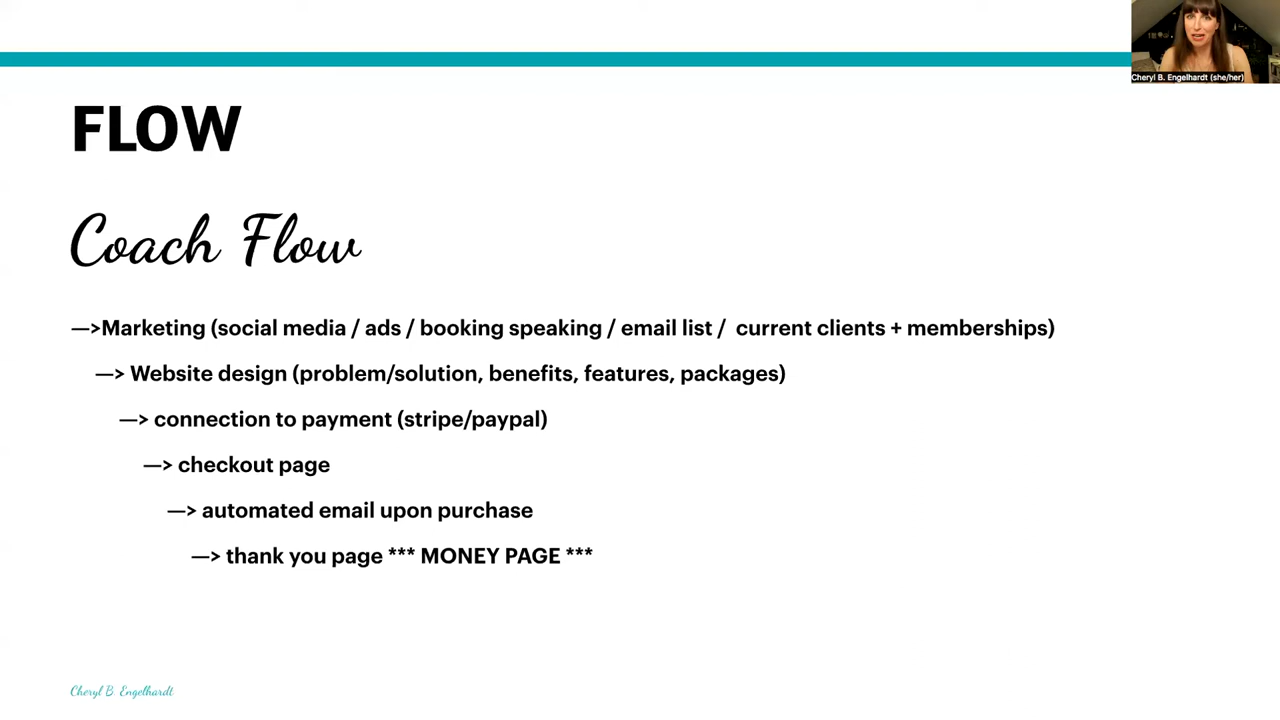 Cheryl B. Engelhardt (she/her)
FLOW
Coach Flow
—>Marketing (social media / ads / booking speaking / email list / current clients + memberships)
—> Website design (problem/solution, benefits, features, packages)
—> connection to payment (stripe/paypal)
—> checkout page
—> automated email upon purchase
—> thank you page *** MONEY PAGE ***
Cheryl B. Engelhardt